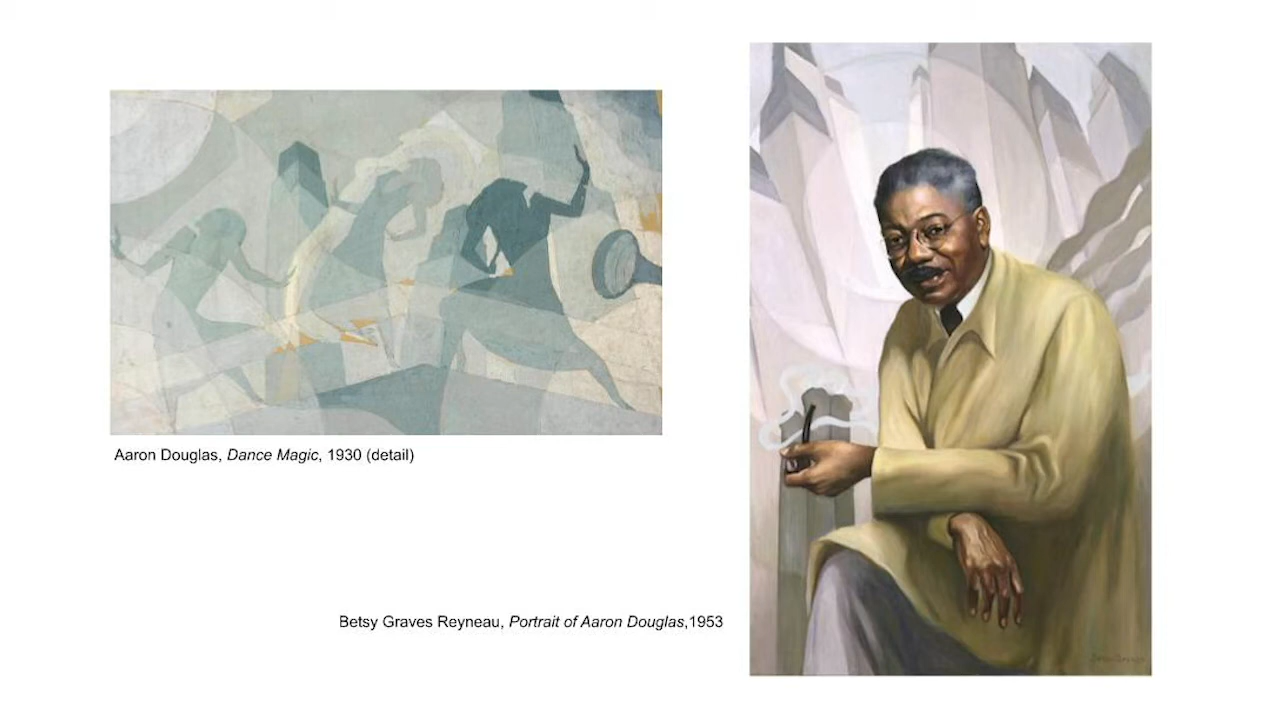 Aaron Douglas, Dance Magic, 1930 (detail)
Betsy Graves Reyneau, Portrait of Aaron Douglas,1953